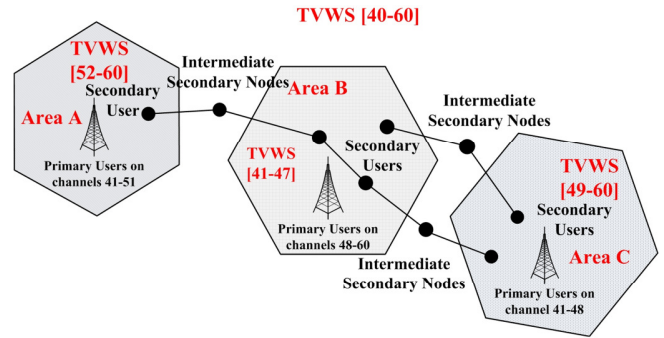 TVWS [40-60]
TVWS
[52-60]
Secondary
User
Area A
Primary Users on
channels 41-51
Intermediate
Secondary Nodes
Area B
Secondary
Users
TVWS
[41-47]
Primary Users on
channels 48-60
Intermediate
Secondary Nodes
Intermediate
Secondary Nodes
TVWS
[49-60]
Secondary
Users
Area C
Primary Users on
channel 41-48